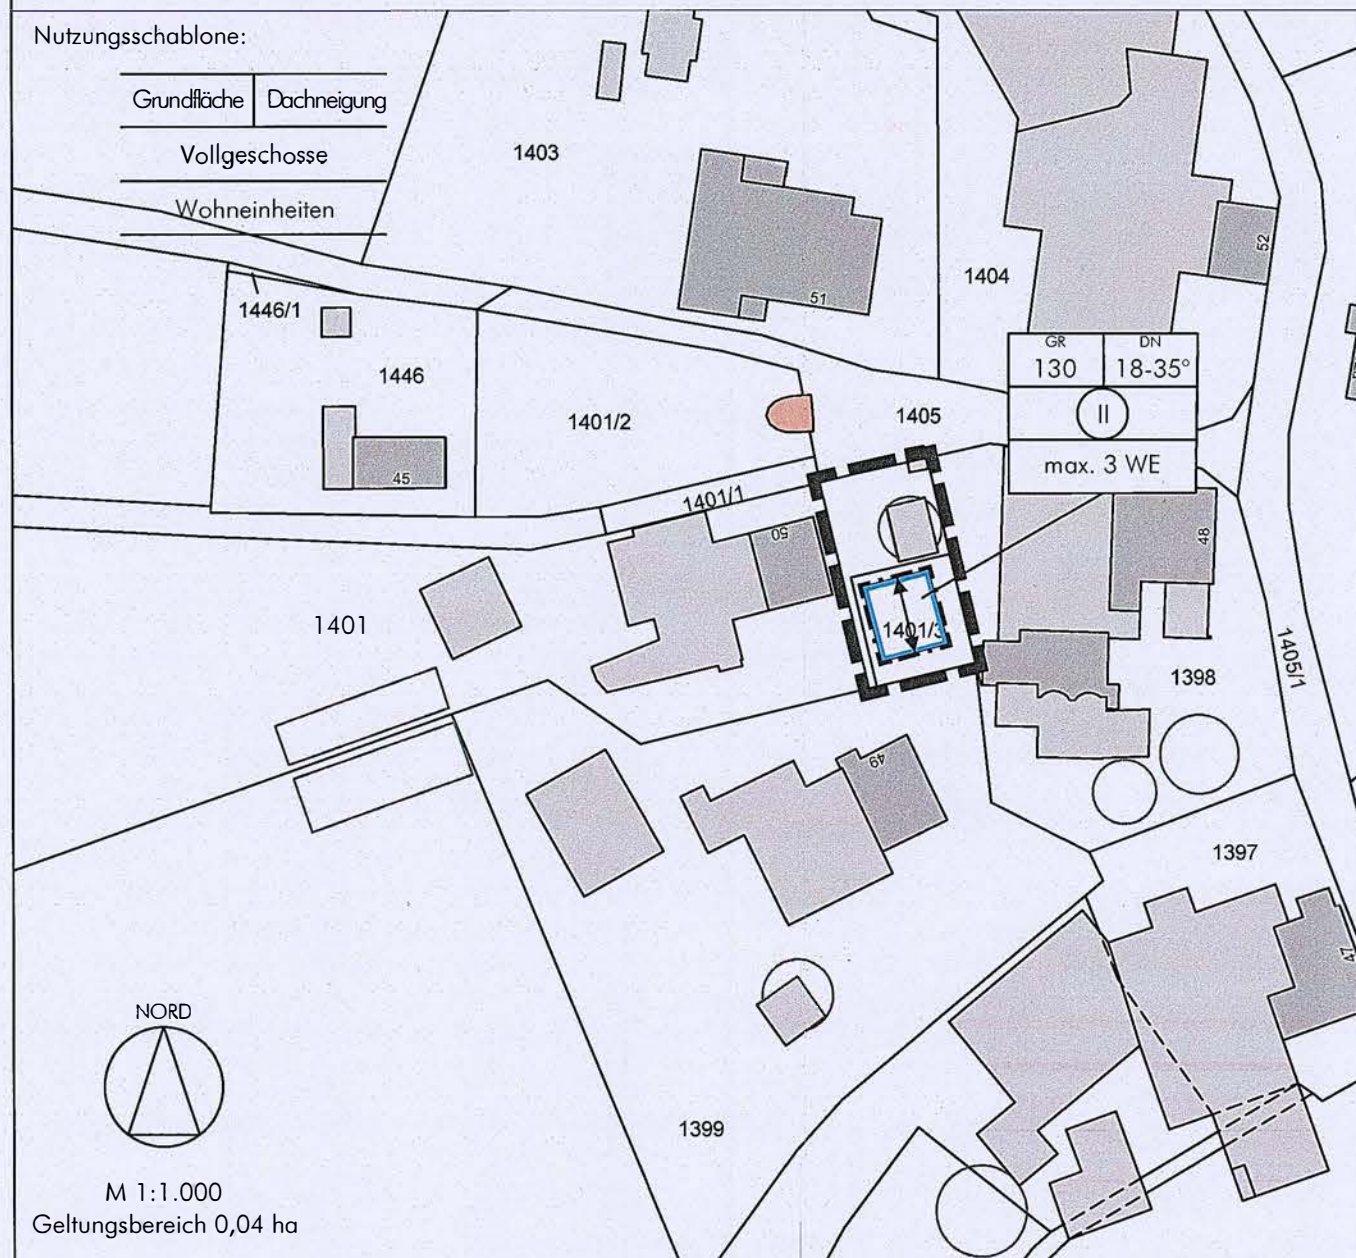 Nutzungsschablone:
Grundfläche Dachneigung
Vollgeschosse
Wohneinheiten
1403
52
1404
51
1446/1
GR DN
130 18-35°
1446
1401/2
1405
II
max. 3 WE
45
1401/1
50
48
1401
1401/3
1405/1
1398
49
1397
47
NORD
1399
M 1:1.000
Geltungsbereich 0,04 ha